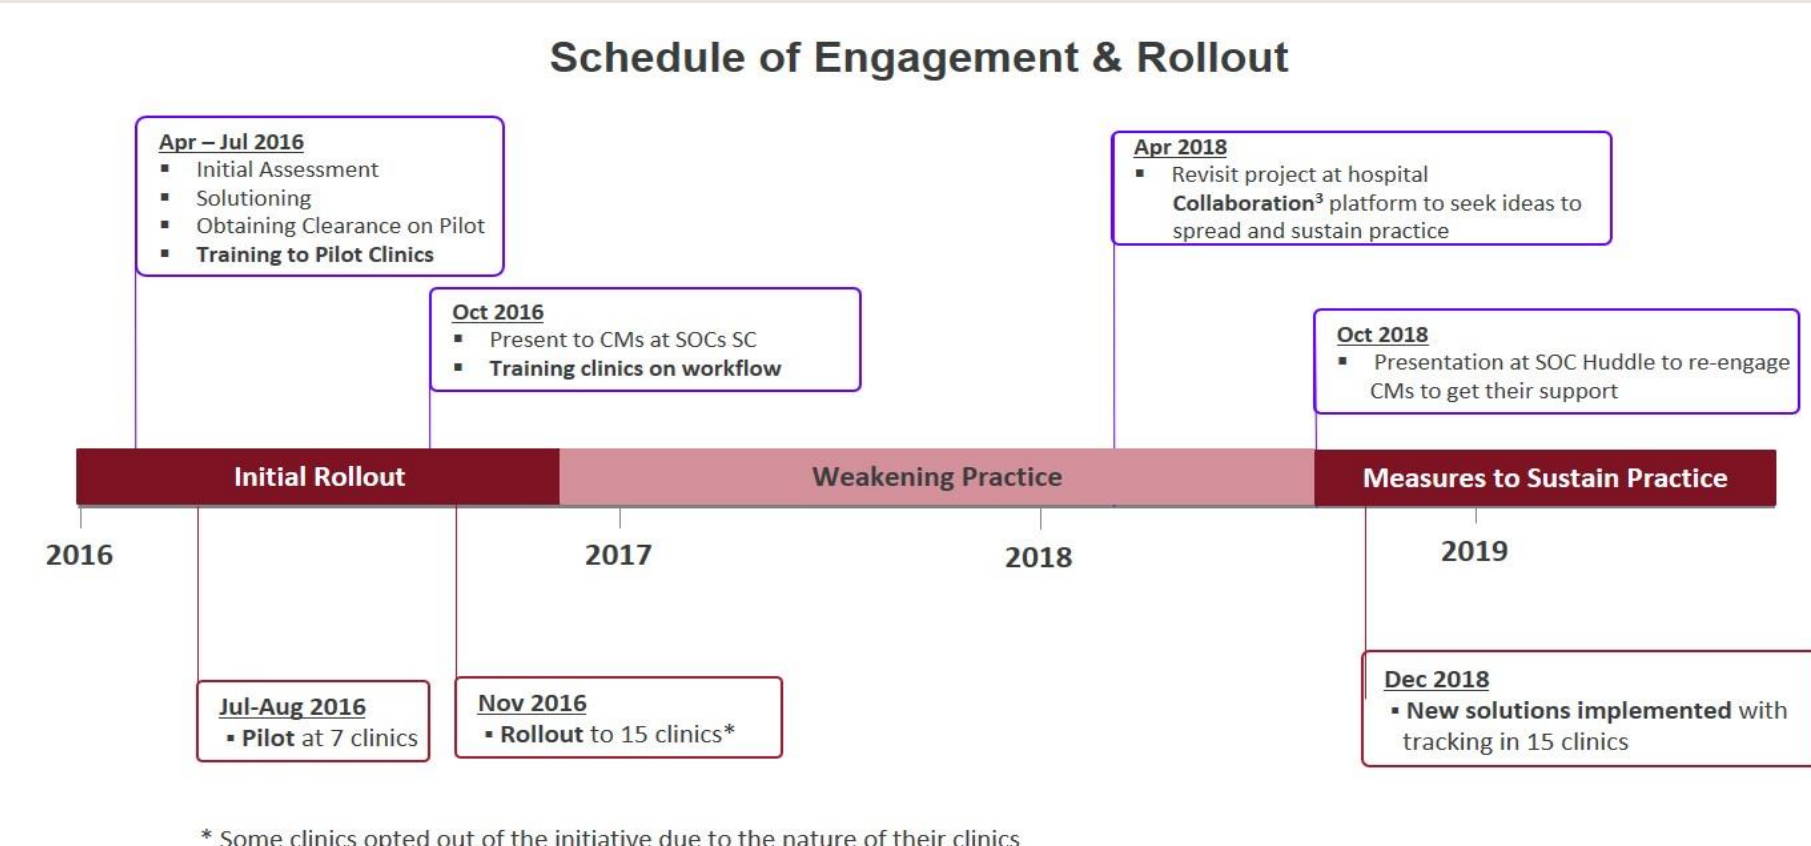 Schedule of Engagement & Rollout
Apr – Jul 2016
▪ Initial Assessment
▪ Solutioning
▪ Obtaining Clearance on Pilot
▪ Training to Pilot Clinics
Oct 2016
▪ Present to CMs at SOCs SC
▪ Training clinics on workflow
Apr 2018
▪ Revisit project at hospital
Collaboration³ platform to seek ideas to
spread and sustain practice
Oct 2018
▪ Presentation at SOC Huddle to re-engage
CMs to get their support
Initial Rollout
Weakening Practice
Measures to Sustain Practice
2016
2017
2018
2019
Jul-Aug 2016
▪ Pilot at 7 clinics
Nov 2016
▪ Rollout to 15 clinics*
Dec 2018
▪ New solutions implemented with
tracking in 15 clinics
* Some clinics opted out of the initiative due to the nature of their clinics